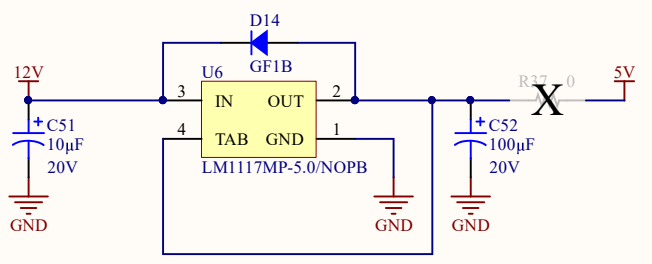 D14
GF1B
12V
U6
R37 0
5V
3 IN OUT 2
4 TAB GND 1
LM1117MP-5.0/NOPB
+ C51
10µF
20V
+ C52
100µF
20V
GND
GND
GND